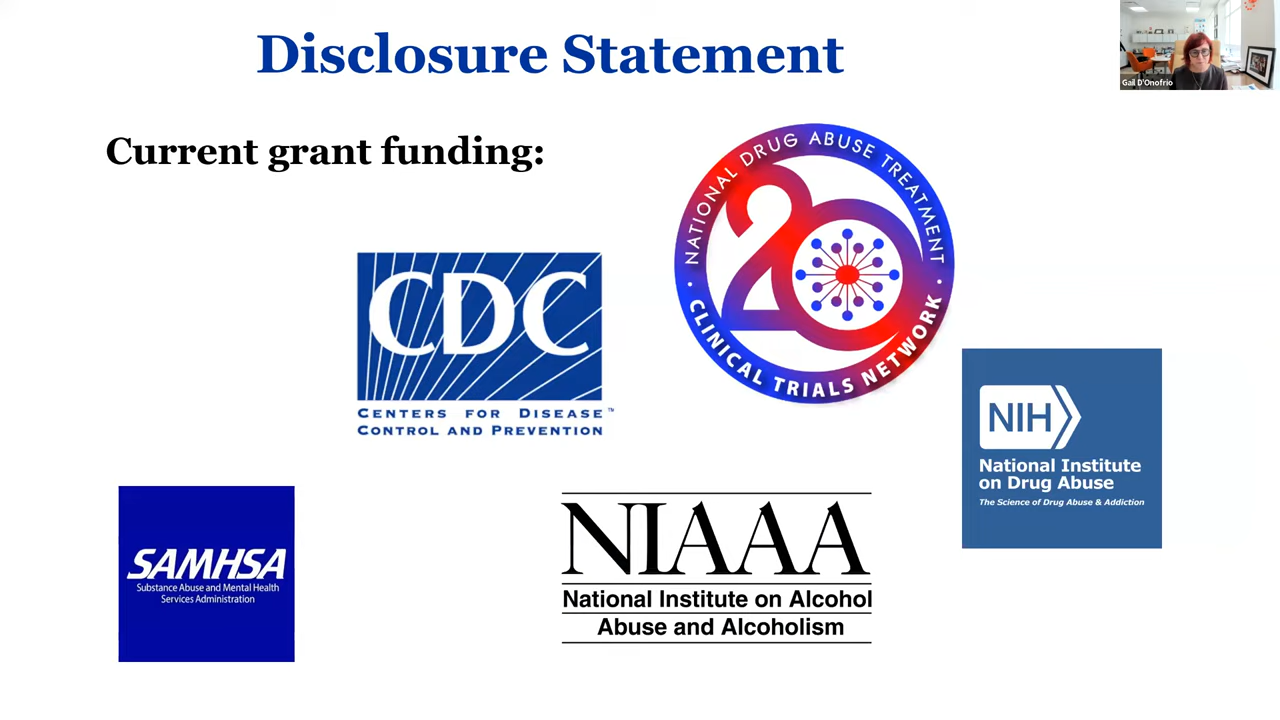 Disclosure Statement
Gail D'Onofrio
Current grant funding:
NATIONAL DRUG ABUSE TREATMENT
20
CLINICAL TRIALS NETWORK
CDC
CENTERS FOR DISEASE™
CONTROL AND PREVENTION
NIH
National Institute
on Drug Abuse
The Science of Drug Abuse & Addiction
SAMHSA
Substance Abuse and Mental Health
Services Administration
NIAAA
National Institute on Alcohol
Abuse and Alcoholism